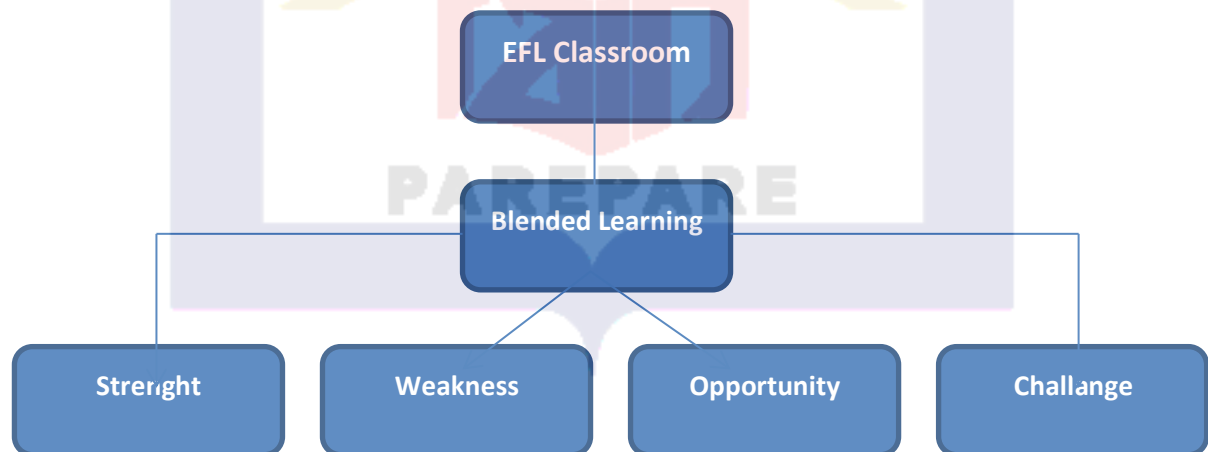 EFL Classroom
PAREPARE
Blended Learning
Strenght
Weakness
Opportunity
Challange